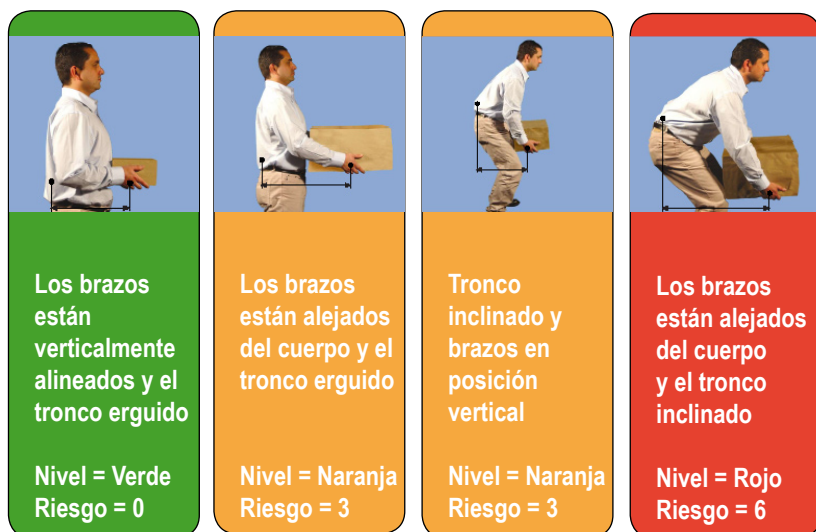 Los brazos
están
verticalmente
alineados y el
tronco erguido
Nivel = Verde
Riesgo = 0
Los brazos
están alejados
del cuerpo y el
tronco erguido
Nivel = Naranja
Riesgo = 3
Tronco
inclinado y
brazos en
posición
vertical
Nivel = Naranja
Riesgo = 3
Los brazos
están alejados
del cuerpo
y el tronco
inclinado
Nivel = Rojo
Riesgo = 6